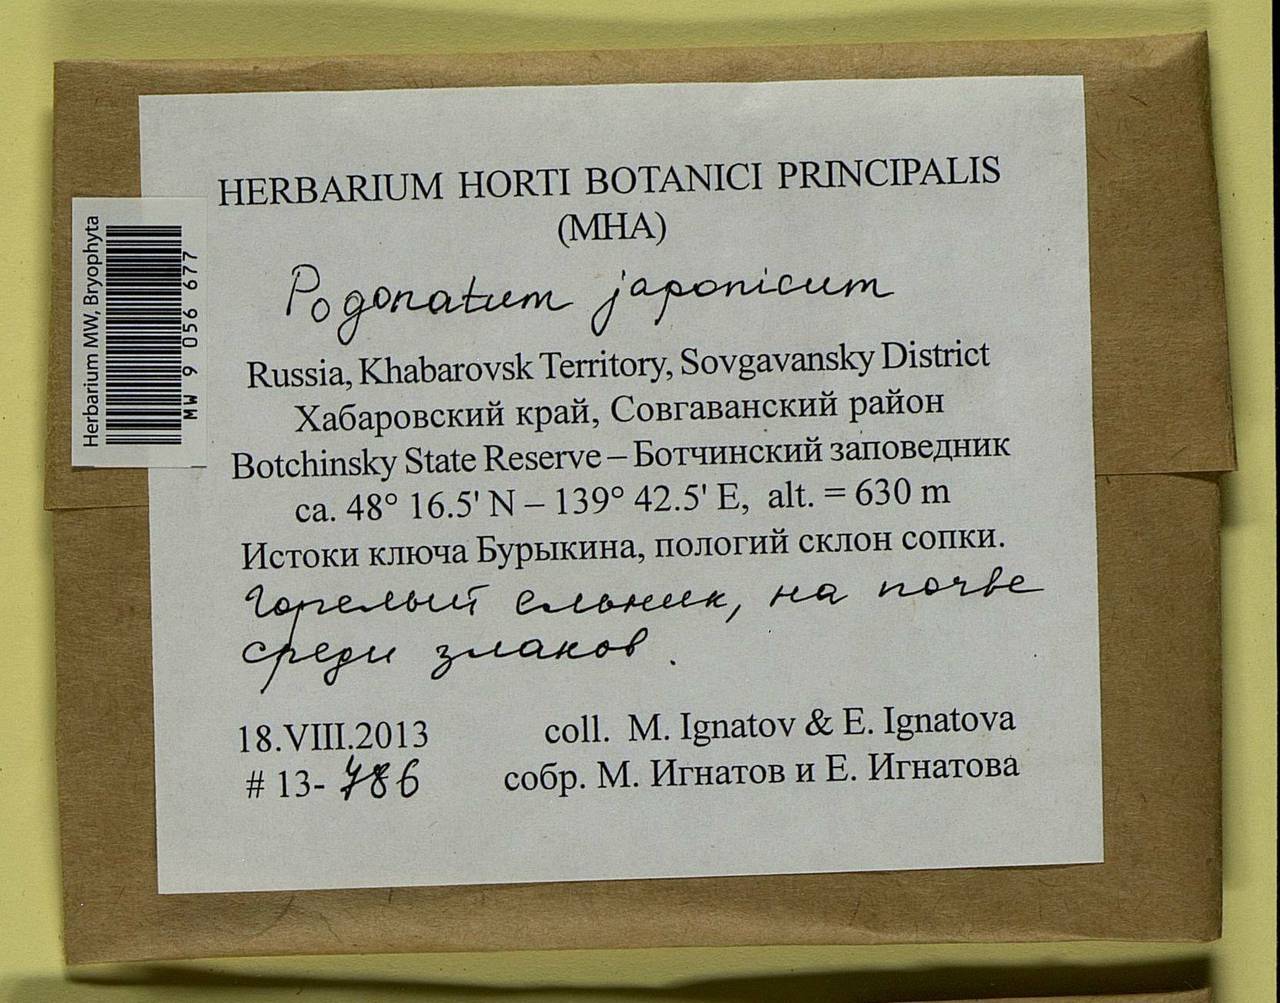 HERBARIUM HORTI BOTANICI PRINCIPALIS
(MHA)
Pogonatum japonicum
Russia, Khabarovsk Territory, Sovgavansky District
Хабаровский край, Совгаванский район
Botchinsky State Reserve – Ботчинский заповедник
ca. 48° 16.5' N – 139° 42.5' E, alt. = 630 m
Истоки ключа Бурыкина, пологий склон сопки.
Горелый ельник, на почве
среди злаков.
18.VIII.2013 coll. M. Ignatov & E. Ignatova
# 13-786 собр. М. Игнатов и Е. Игнатова
Herbarium MW, Bryophyta
MW 9 056 677